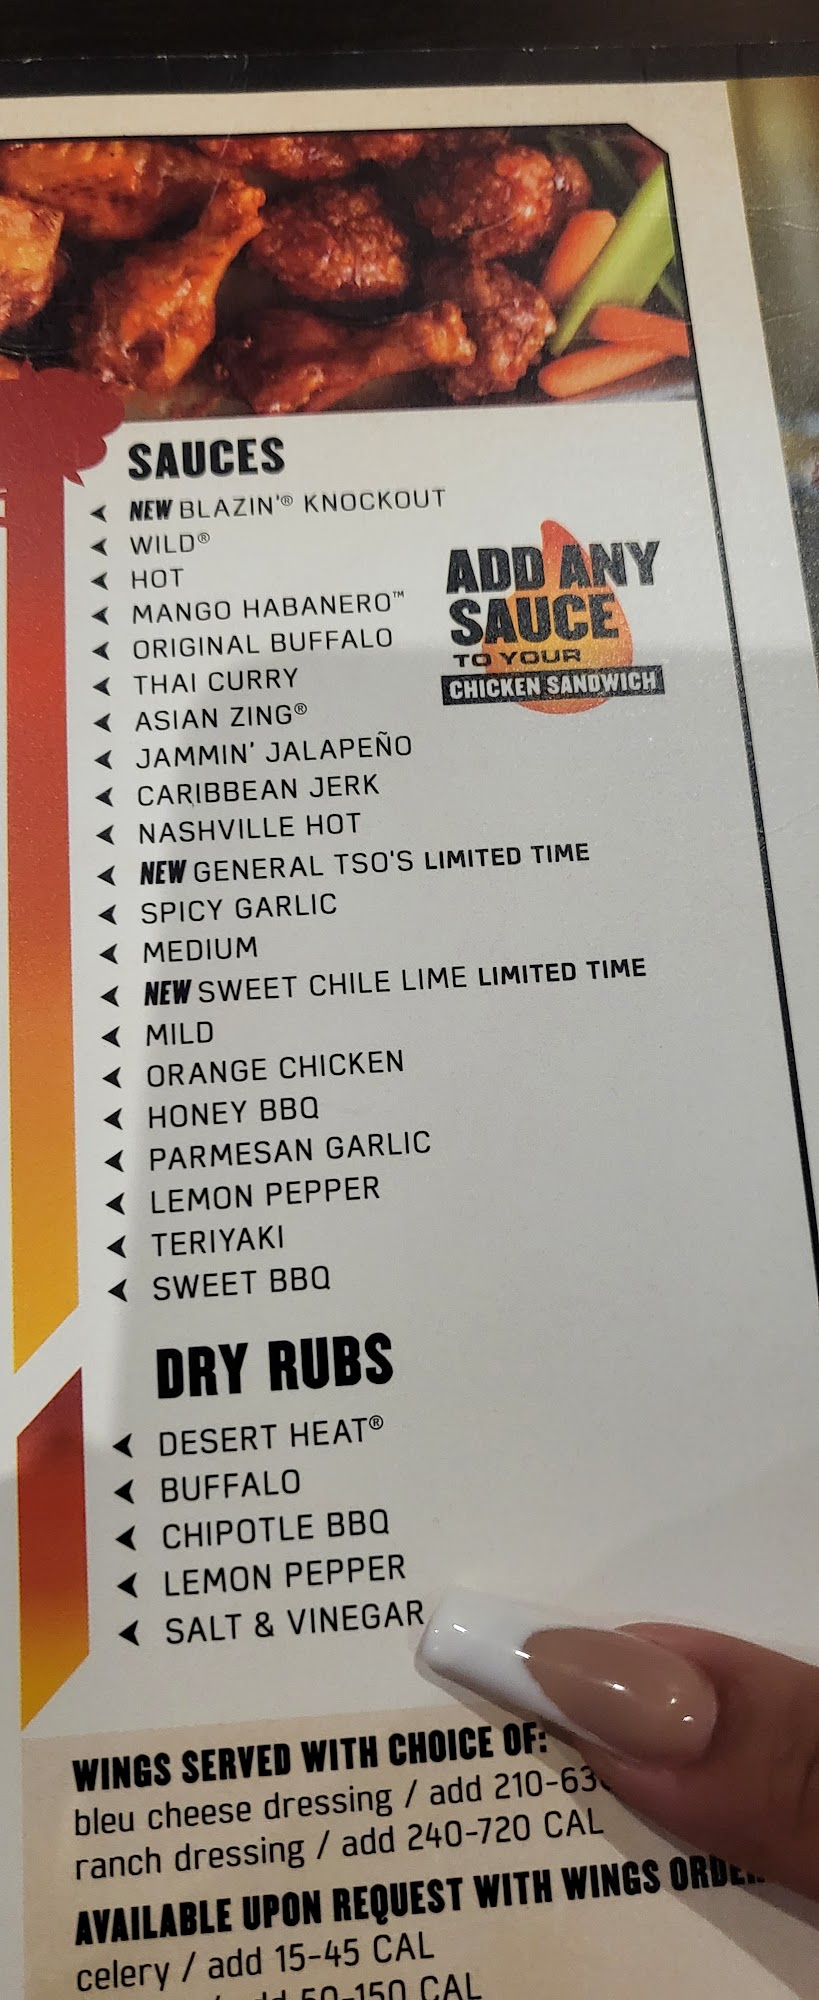 SAUCES
NEW BLAZIN'® KNOCKOUT
WILD®
HOT
MANGO HABANERO™
ORIGINAL BUFFALO
THAI CURRY
ASIAN ZING®
JAMMIN' JALAPEÑO
CARIBBEAN JERK
NASHVILLE HOT
NEW GENERAL TSO'S LIMITED TIME
SPICY GARLIC
MEDIUM
NEW SWEET CHILE LIME LIMITED TIME
MILD
ORANGE CHICKEN
HONEY BBQ
PARMESAN GARLIC
LEMON PEPPER
TERIYAKI
SWEET BBQ
ADD ANY
SAUCE
TO YOUR
CHICKEN SANDWICH
DRY RUBS
DESERT HEAT®
BUFFALO
CHIPOTLE BBQ
LEMON PEPPER
SALT & VINEGAR
WINGS SERVED WITH CHOICE OF:
bleu cheese dressing / add
ranch dressing / add 240-720 CAL
AVAILABLE UPON REQUEST WITH WINGS
celery / add 15-45 CAL
50-150 CAL